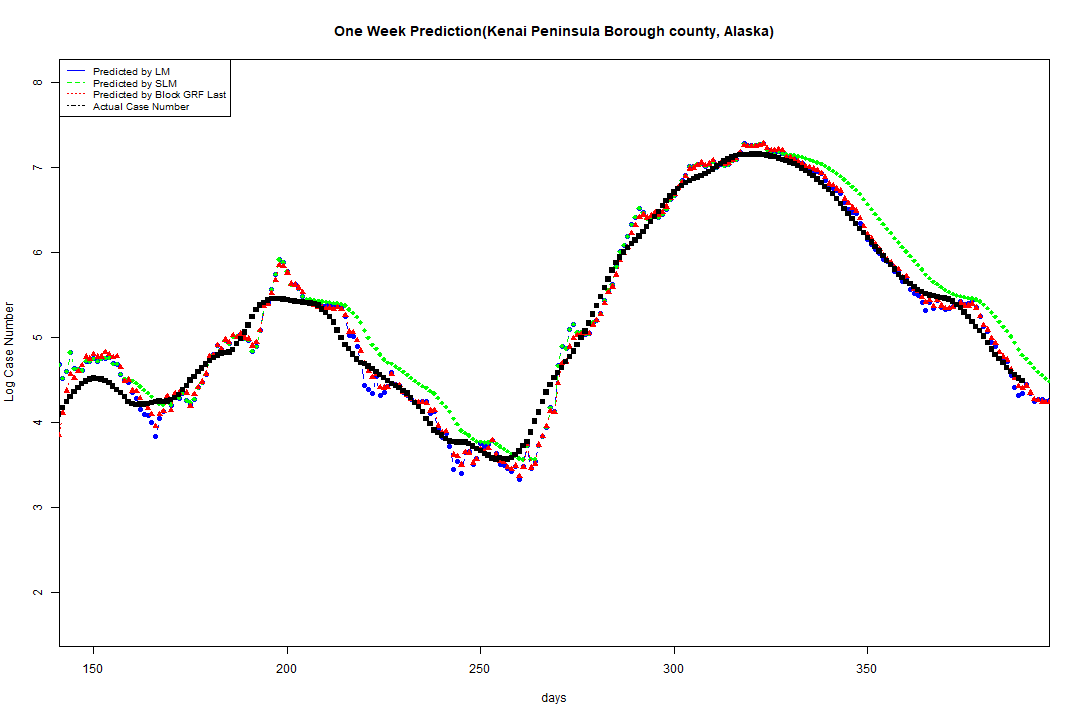 One Week Prediction(Kenai Peninsula Borough county, Alaska)
Predicted by LM
Predicted by SLM
Predicted by Block GRF Last
Actual Case Number
8
7
6
5
4
3
2
Log Case Number
150 200 250 300 350
days